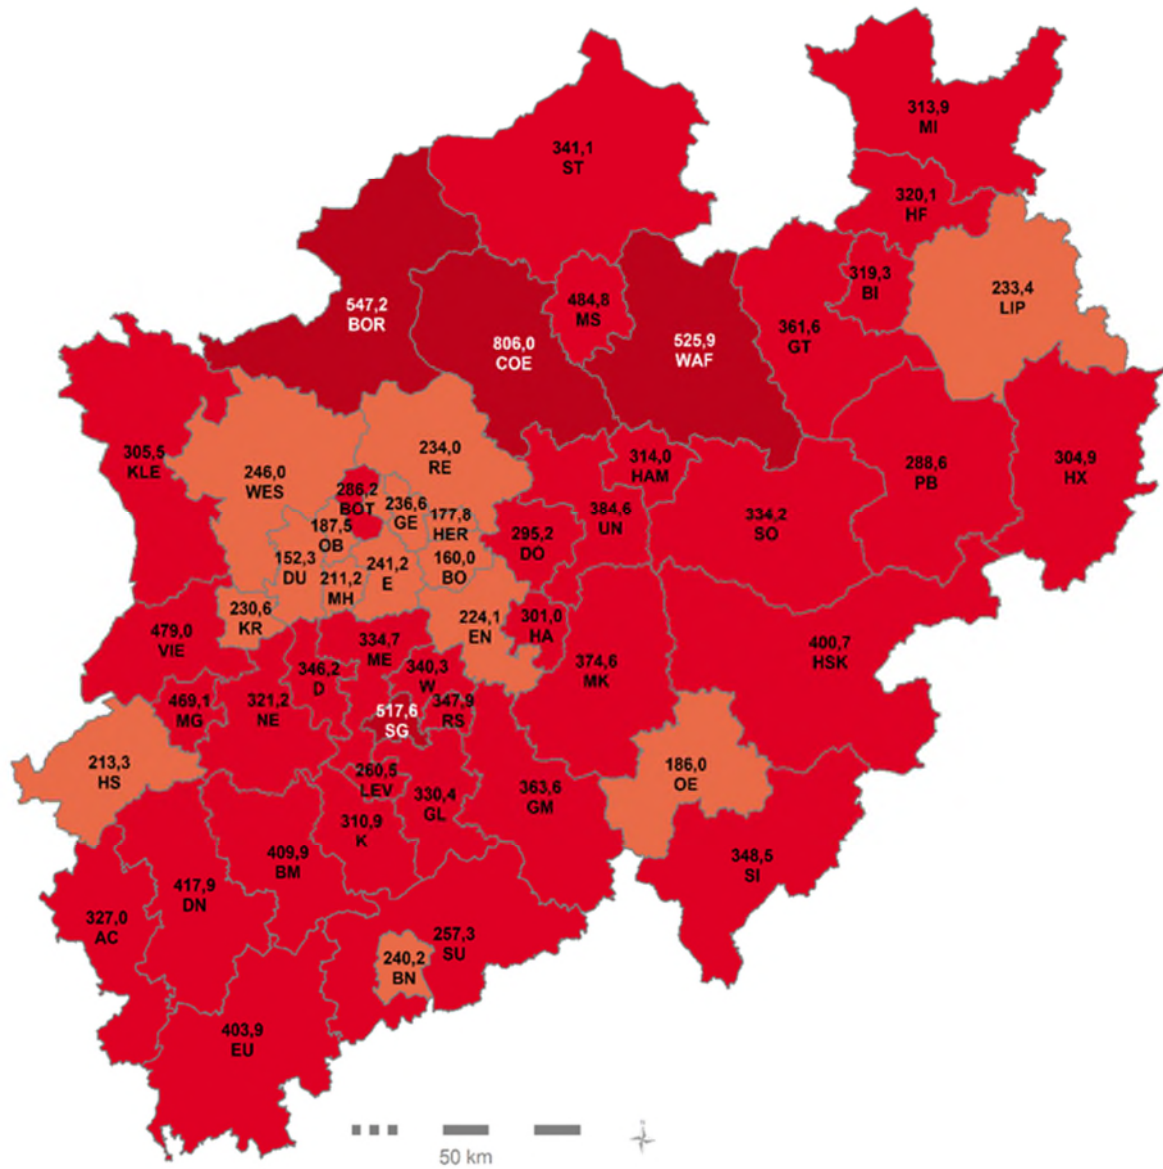 313,9
MI
341,1
ST
320,1
HF
319,3
BI
233,4
LIP
547,2
BOR
484,8
MS
806,0
COE
525,9
WAF
361,6
GT
305,5
KLE
246,0
WES
234,0
RE
314,0
HAM
288,6
PB
304,9
HX
286,2
BOT
236,6
GE
177,8
HER
384,6
UN
334,2
SO
187,5
OB
295,2
DO
152,3
DU
211,2
MH
241,2
E
160,0
BO
230,6
KR
224,1
EN
301,0
HA
479,0
VIE
334,7
ME
400,7
HSK
346,2
D
340,3
W
374,6
MK
469,1
MG
321,2
NE
517,6
SG
347,9
RS
213,3
HS
260,5
LEV
330,4
GL
363,6
GM
186,0
OE
310,9
K
409,9
BM
348,5
SI
417,9
DN
327,0
AC
257,3
SU
240,2
BN
403,9
EU
50 km